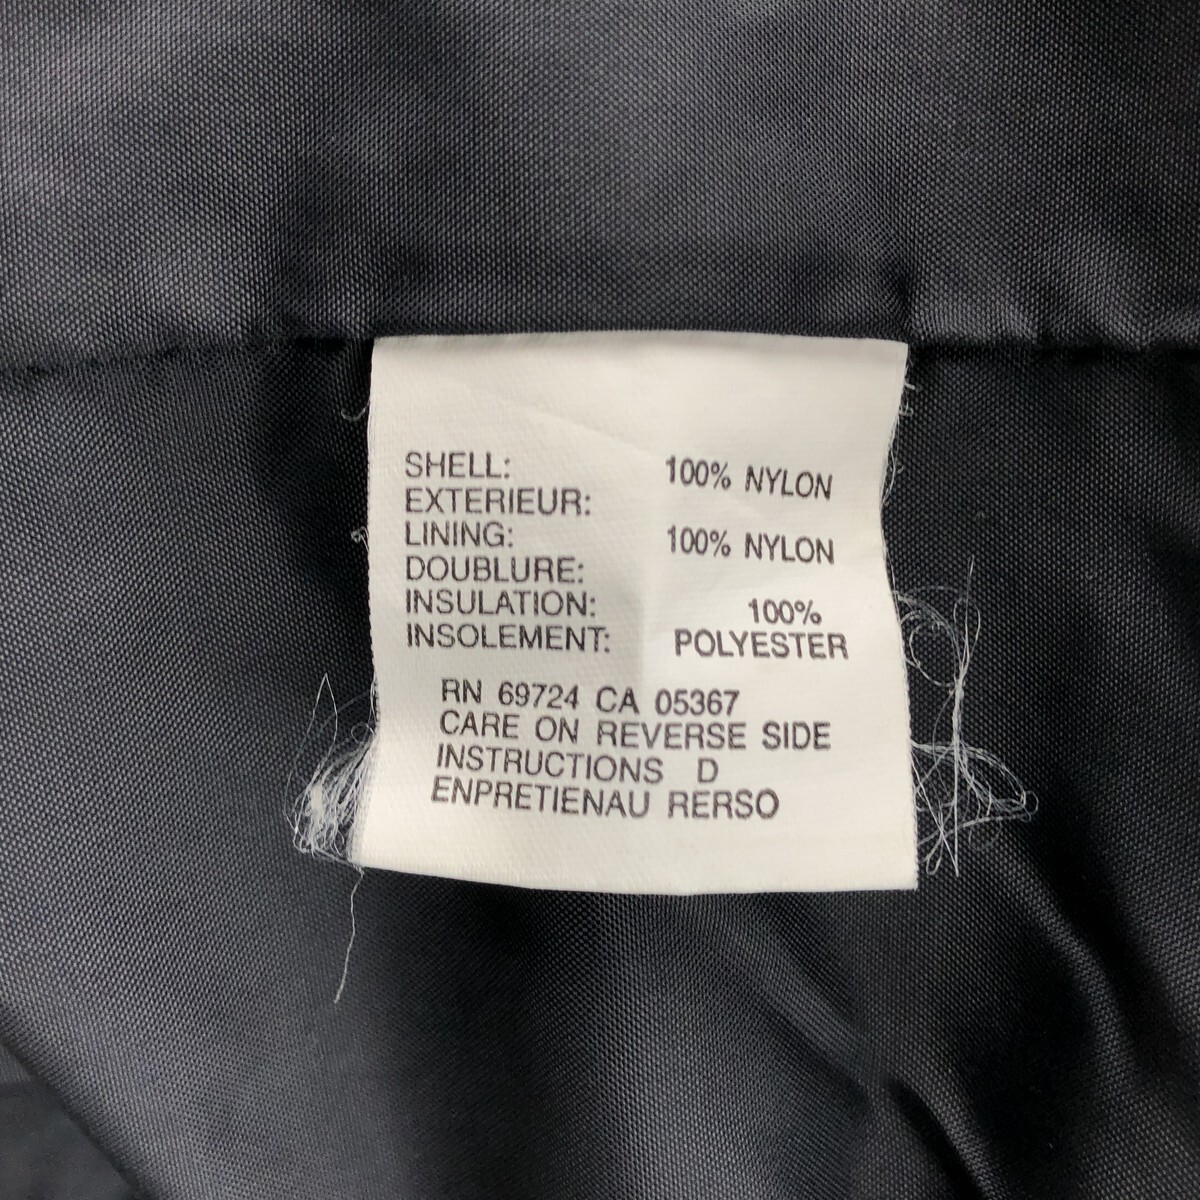 SHELL: 100% NYLON
EXTERIEUR:
LINING: 100% NYLON
DOUBLURE:
INSULATION: 100%
INSOLEMENT: POLYESTER
RN 69724 CA 05367
CARE ON REVERSE SIDE
INSTRUCTIONS D
ENPRETIENAU RERSO